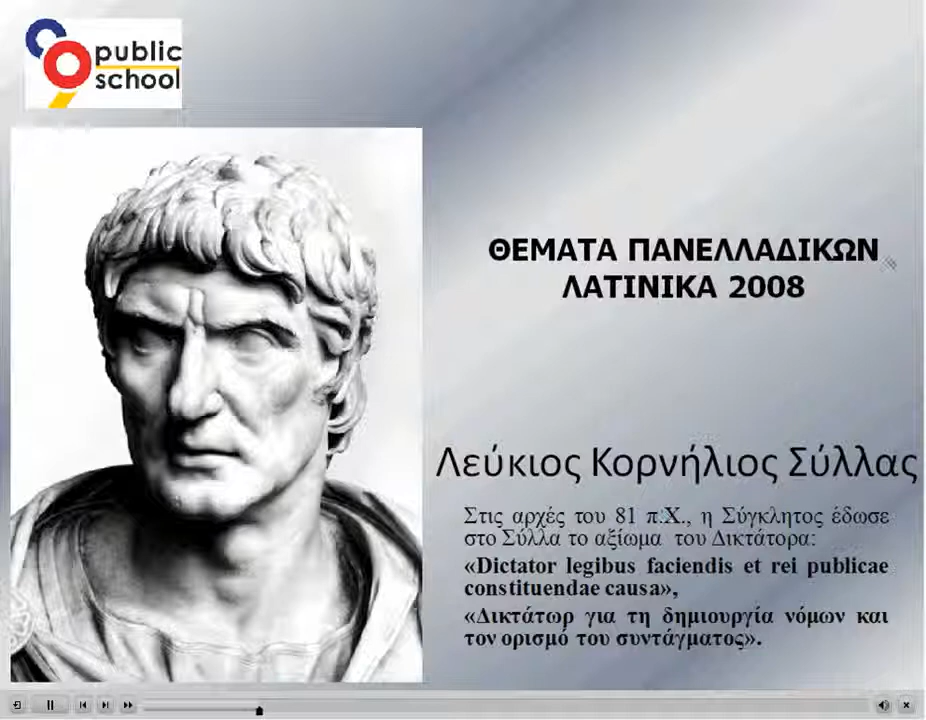 public
school
ΘΕΜΑΤΑ ΠΑΝΕΛΛΑΔΙΚΩΝ
ΛΑΤΙΝΙΚΑ 2008
Λεύκιος Κορνήλιος Σύλλας
Στις αρχές του 81 π.Χ., η Σύγκλητος έδωσε
στο Σύλλα το αξίωμα του Δικτάτορα:
«Dictator legibus faciendis et rei publicae
constituendae causa»,
«Δικτάτωρ για τη δημιουργία νόμων και
τον ορισμό του συντάγματος».